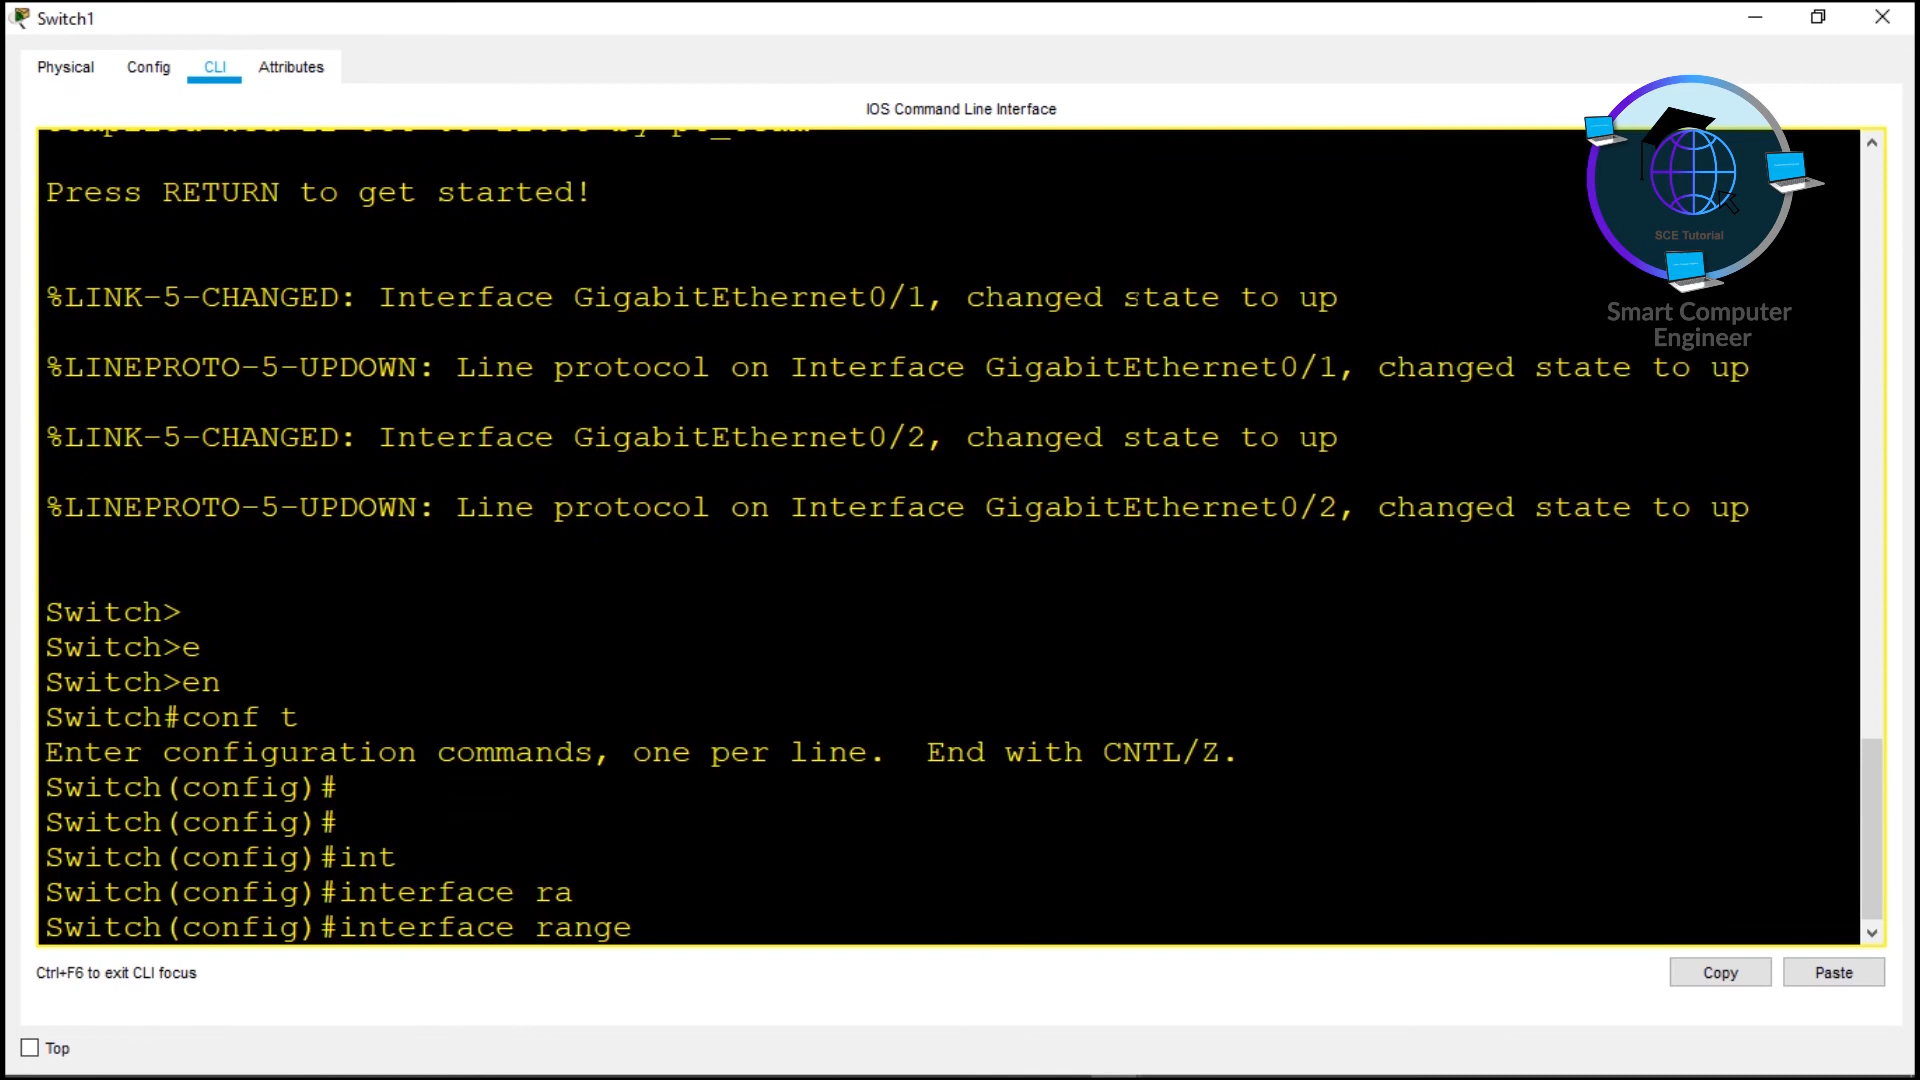 Switch1
Physical Config CLI Attributes
IOS Command Line Interface
Press RETURN to get started!
%LINK-5-CHANGED: Interface GigabitEthernet0/1, changed state to up
%LINEPROTO-5-UPDOWN: Line protocol on Interface GigabitEthernet0/1, changed state to up
%LINK-5-CHANGED: Interface GigabitEthernet0/2, changed state to up
%LINEPROTO-5-UPDOWN: Line protocol on Interface GigabitEthernet0/2, changed state to up
Switch>
Switch>e
Switch>en
Switch#conf t
Enter configuration commands, one per line.  End with CNTL/Z.
Switch(config)#
Switch(config)#
Switch(config)#int
Switch(config)#interface ra
Switch(config)#interface range
SCE Tutorial
Smart Computer
Engineer
Ctrl+F6 to exit CLI focus
Copy Paste
Top